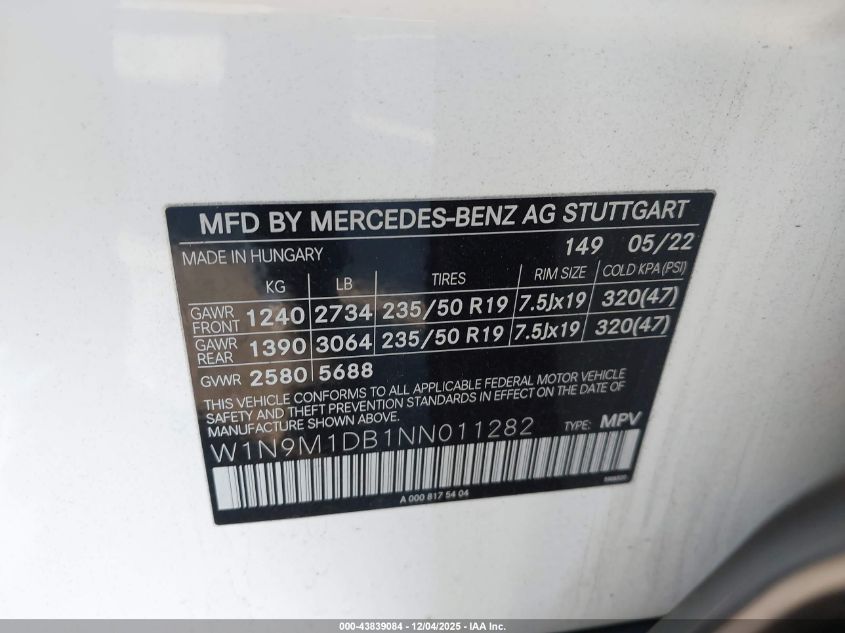 MFD BY MERCEDES-BENZ AG STUTTGART
MADE IN HUNGARY 149 05/22
KG LB TIRES RIM SIZE COLD KPA (PSI)
GAWR FRONT 1240 2734 235/50 R19 7.5Jx19 320(47)
GAWR REAR 1390 3064 235/50 R19 7.5Jx19 320(47)
GVWR 2580 5688
THIS VEHICLE CONFORMS TO ALL APPLICABLE FEDERAL MOTOR VEHICLE
SAFETY AND THEFT PREVENTION STANDARDS IN EFFECT ON THE DATE OF
MANUFACTURE SHOWN ABOVE.
W1N9M1DB1NN011282 TYPE: MPV
A 000 817 54 04
000-43839084 - 12/04/2025 - IAA Inc.